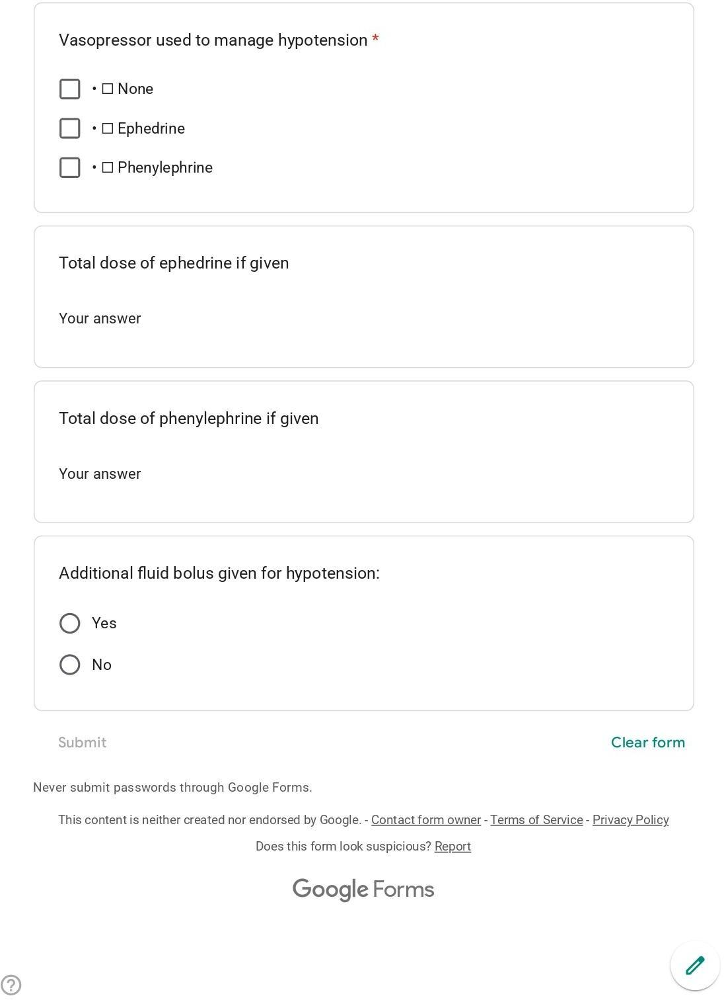 Vasopressor used to manage hypotension *
• ☐ None
• ☐ Ephedrine
• ☐ Phenylephrine
Total dose of ephedrine if given
Your answer
Total dose of phenylephrine if given
Your answer
Additional fluid bolus given for hypotension:
Yes
No
Submit
Clear form
Never submit passwords through Google Forms.
This content is neither created nor endorsed by Google. - Contact form owner - Terms of Service - Privacy Policy
Does this form look suspicious? Report
Google Forms
?